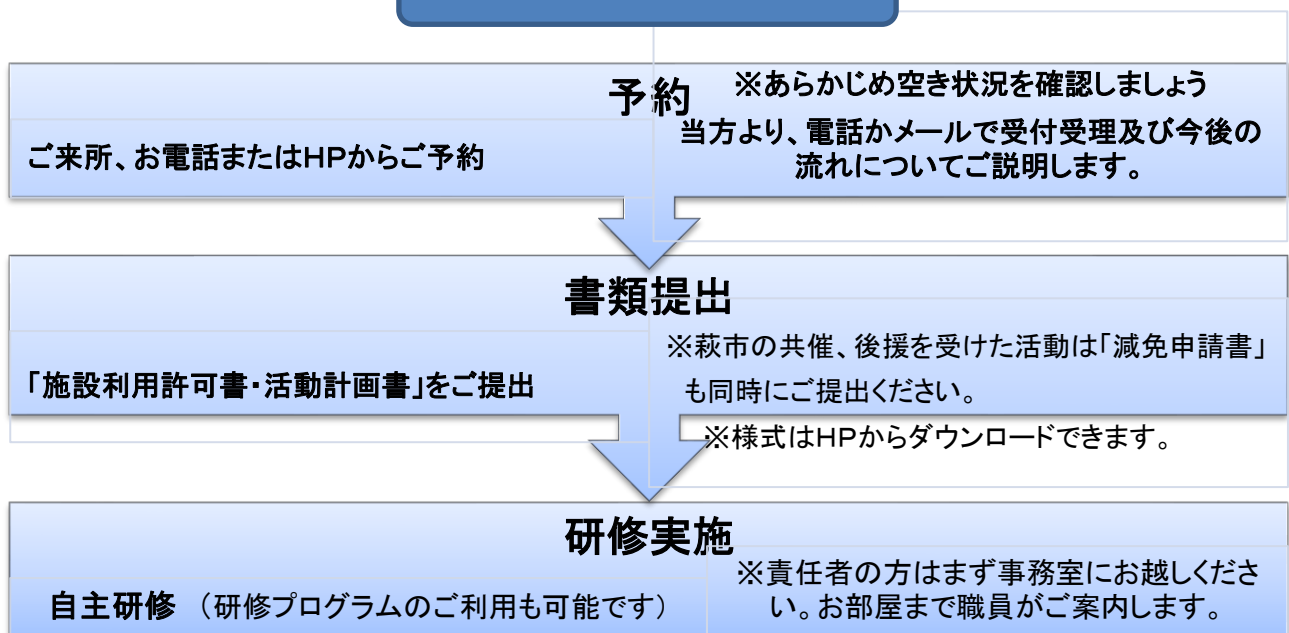 予約
ご来所、お電話またはHPからご予約
※あらかじめ空き状況を確認しましょう
当方より、電話かメールで受付受理及び今後の
流れについてご説明します。
書類提出
「施設利用許可書・活動計画書」をご提出
※萩市の共催、後援を受けた活動は「減免申請書」
も同時にご提出ください。
※様式はHPからダウンロードできます。
研修実施
自主研修 （研修プログラムのご利用も可能です）
※責任者の方はまず事務室にお越しくださ
い。お部屋まで職員がご案内します。